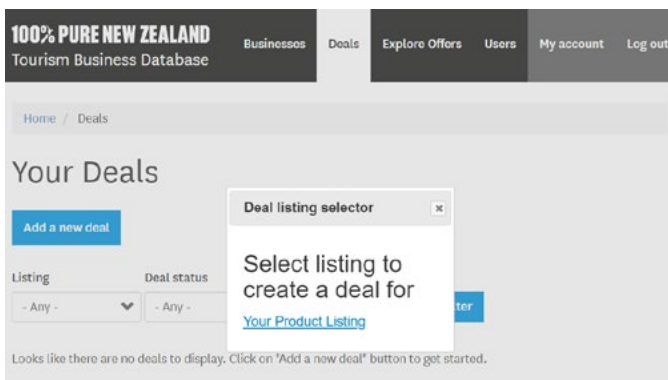 100% PURE NEW ZEALAND
Tourism Business Database
Businesses Deals Explore Offers Users My account Log out
Home / Deals
Your Deals
Add a new deal
Deal listing selector
Select listing to
create a deal for
Your Product Listing
Listing Deal status
- Any - - Any -
Looks like there are no deals to display. Click on "Add a new deal" button to get started.